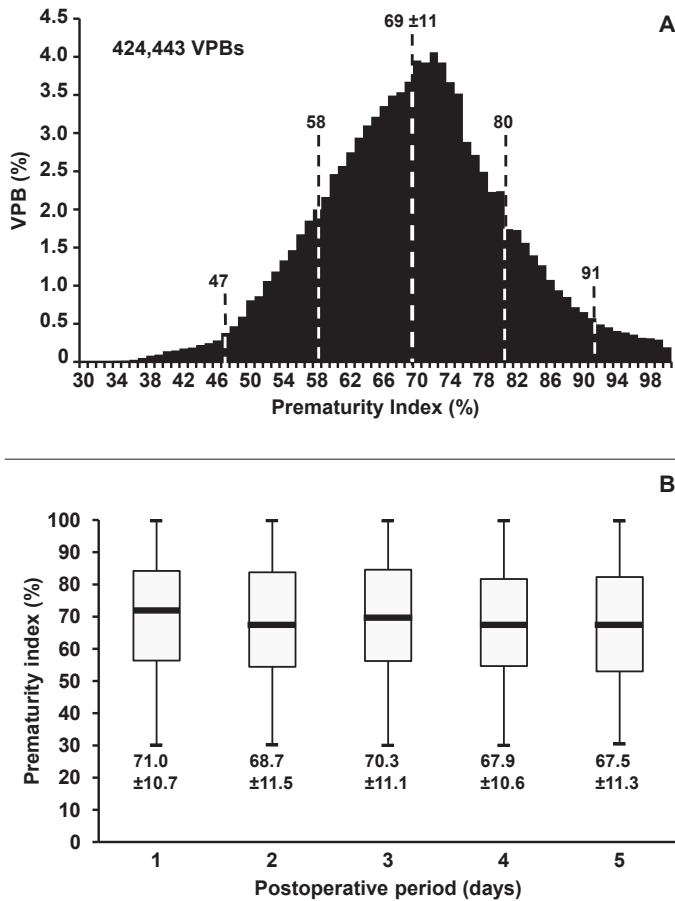 A
424,443 VPBs
69 ±11
58
80
47
91
4.5
4.0
3.5
3.0
2.5
2.0
1.5
1.0
0.5
0
VPB (%)
30 34 38 42 46 50 54 58 62 66 70 74 78 82 86 90 94 98
Prematurity Index (%)
B
100
90
80
70
60
50
40
30
20
10
0
Prematurity index (%)
71.0 68.7 70.3 67.9 67.5
±10.7 ±11.5 ±11.1 ±10.6 ±11.3
1 2 3 4 5
Postoperative period (days)